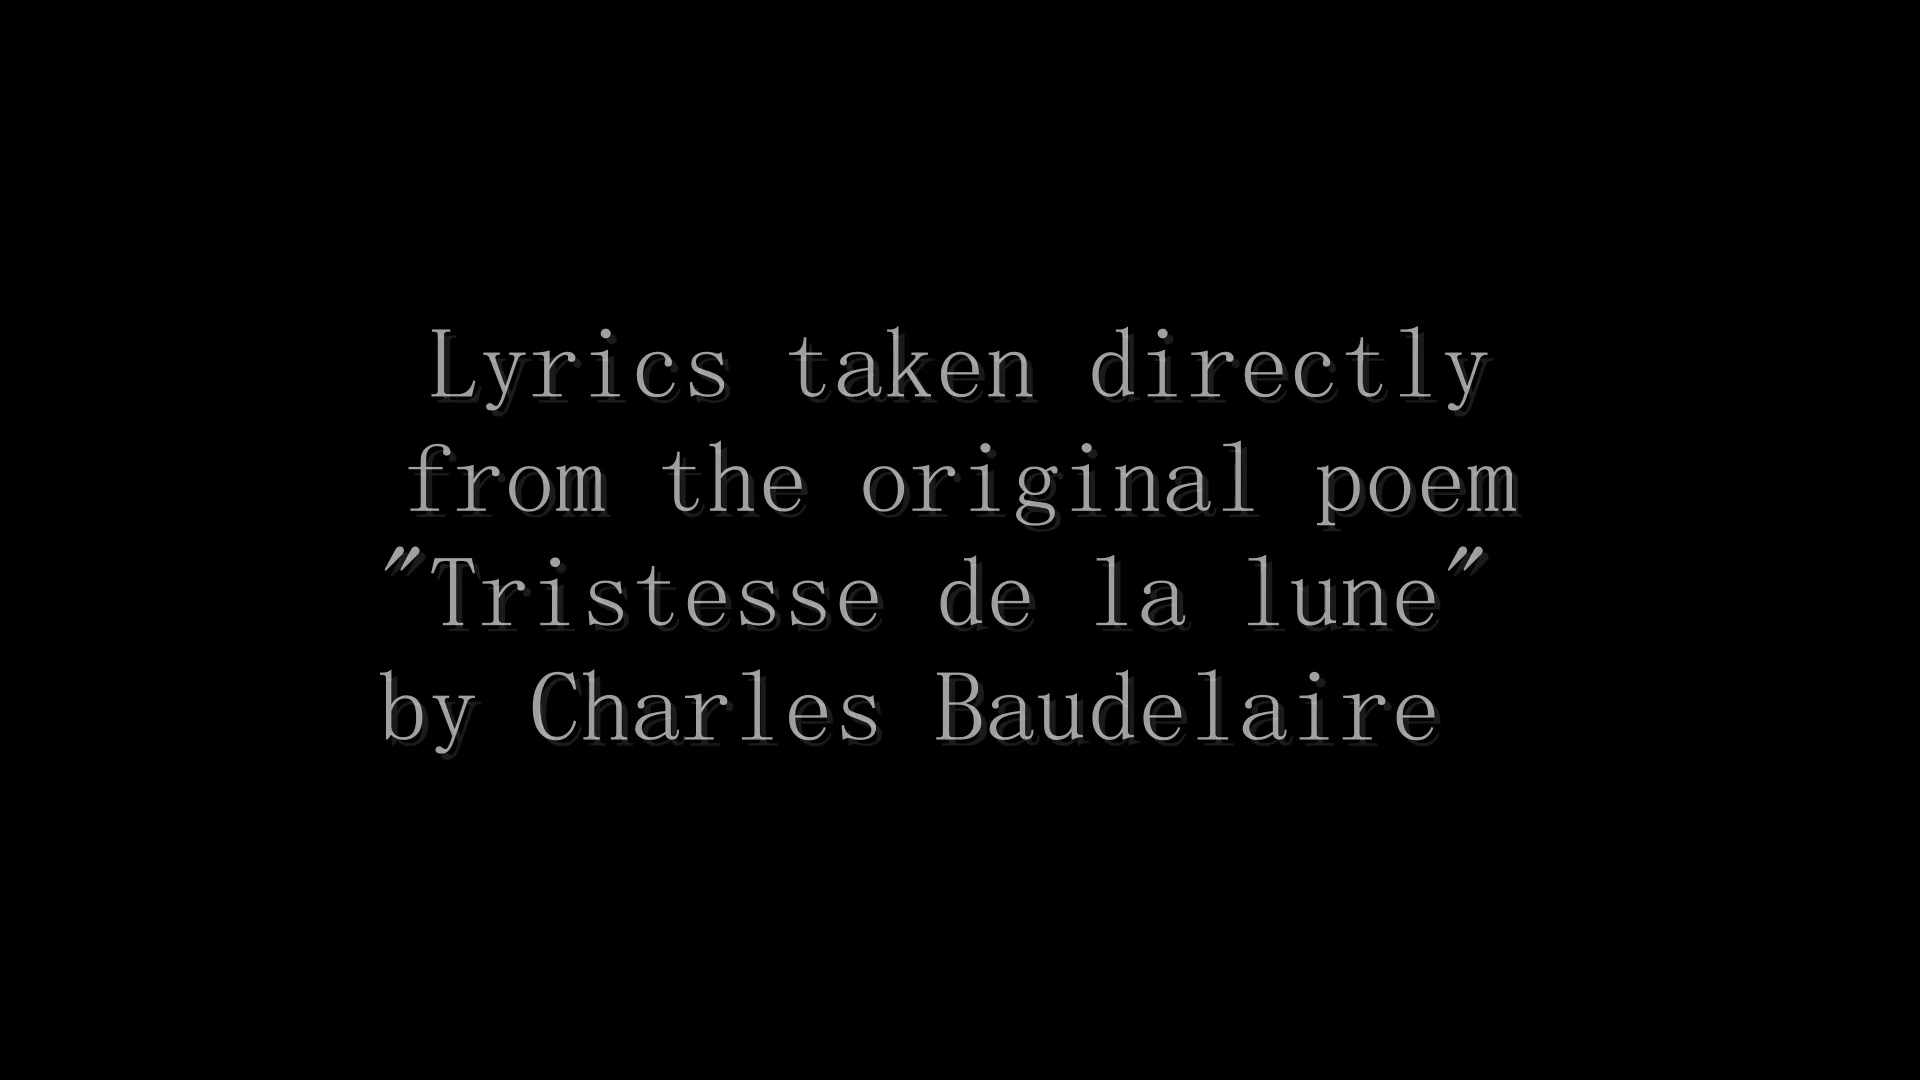 Lyrics taken directly
from the original poem
"Tristesse de la lune"
by Charles Baudelaire